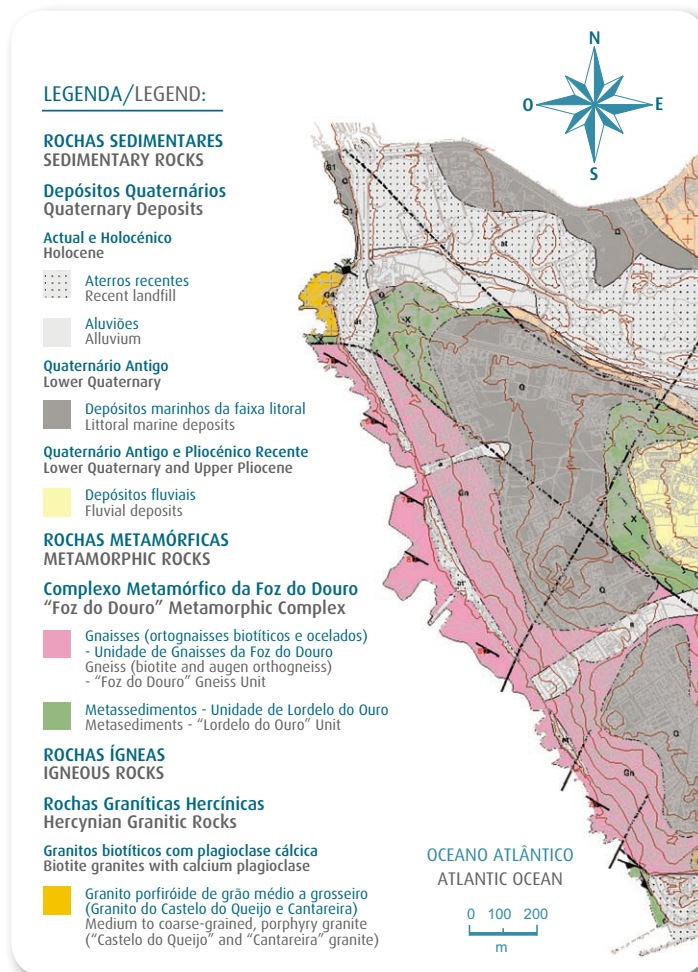 N
O
E
S
LEGENDA/LEGEND:
ROCHAS SEDIMENTARES
SEDIMENTARY ROCKS
Depósitos Quaternários
Quaternary Deposits
Actual e Holocénico
Holocene
Aterros recentes
Recent landfill
Aluviões
Alluvium
Quaternário Antigo
Lower Quaternary
Depósitos marinhos da faixa litoral
Littoral marine deposits
Quaternário Antigo e Pliocénico Recente
Lower Quaternary and Upper Pliocene
Depósitos fluviais
Fluvial deposits
ROCHAS METAMÓRFICAS
METAMORPHIC ROCKS
Complexo Metamórfico da Foz do Douro
“Foz do Douro” Metamorphic Complex
Gnaisses (ortognaisses biotíticos e ocelados)
- Unidade de Gnaisses da Foz do Douro
Gneiss (biotite and augen orthogneiss)
- “Foz do Douro” Gneiss Unit
Metassedimentos - Unidade de Lordelo do Ouro
Metasediments - “Lordelo do Ouro” Unit
ROCHAS ÍGNEAS
IGNEOUS ROCKS
Rochas Graníticas Hercínicas
Hercynian Granitic Rocks
Granitos biotíticos com plagioclase cálcica
Biotite granites with calcium plagioclase
Granito porfiróide de grão médio a grosseiro
(Granito do Castelo do Queijo e Cantareira)
Medium to coarse-grained, porphyry granite
(“Castelo do Queijo” and “Cantareira” granite)
OCEANO ATLÂNTICO
ATLANTIC OCEAN
0 100 200
m
at
Q
X
Q
Gn
X
Q
a
Q
Gn